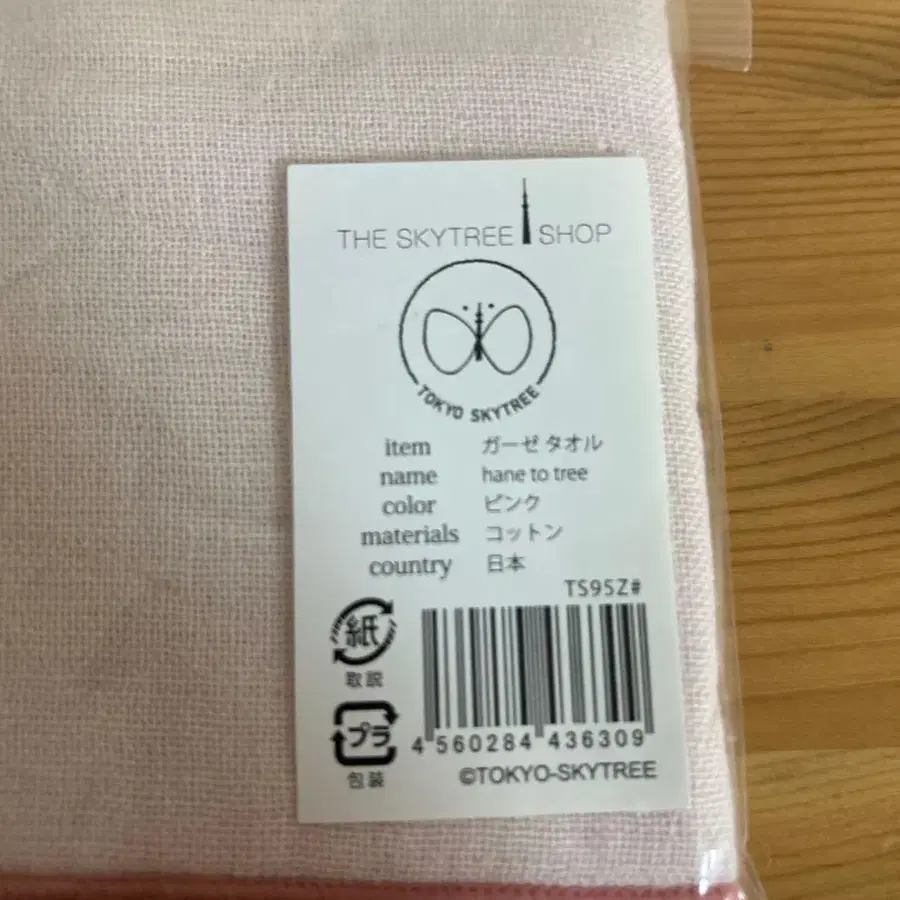 THE SKYTREE SHOP
TOKYO SKYTREE
item ガーゼ タオル
name hane to tree
color ピンク
materials コットン
country 日本
TS95Z#
紙
取説
プラ
包装
4 560284 436309
©TOKYO-SKYTREE